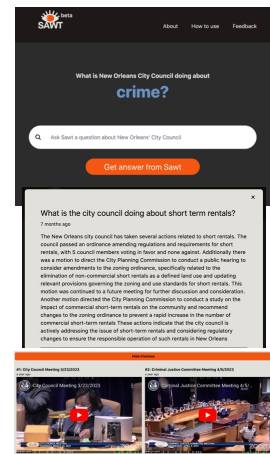 beta
SAWT
About
How to use
Feedback
What is New Orleans City Council doing about
crime?
Ask Sawt a question about New Orleans' City Council
Get answer from Sawt
×
What is the city council doing about short term rentals?
7 months ago
The New Orleans city council has taken several actions related to short rentals. The
council passed an ordinance amending regulations and requirements for short
rentals, with 5 council members voting in favor and none against. Additionally there
was a motion to direct the City Planning Commission to conduct a public hearing to
consider amendments to the zoning ordinance, specifically related to the
elimination of non-commercial short rentals as a defined land use and updating
relevant provisions governing the zoning and use standards for short rentals. This
motion was continued to a future meeting for further discussion and consideration.
Another motion directed the City Planning Commission to conduct a study on the
impact of commercial short rentals on the community and recommend
changes to the zoning ordinance to prevent a rapid increase in the number of
commercial short-term rentals These actions indicate that the city council is
actively addressing the issue of short-term rentals and considering regulatory
changes to ensure the responsible operation of such rentals in New Orleans
#1: City Council Meeting 3/23/2023
a year ago
City Council Meeting 3/23/2023
#2: Criminal Justice Committee Meeting 4/5/2023
a year ago
Criminal Justice Committee Meeting 4/5/...